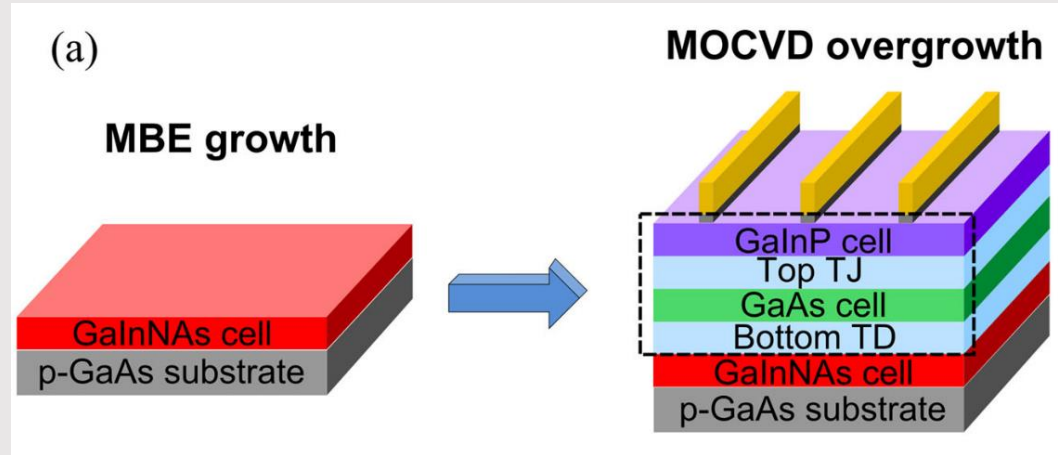 (a)
MBE growth
GaInNAs cell
p-GaAs substrate
MOCVD overgrowth
GaInP cell
Top TJ
GaAs cell
Bottom TD
GaInNAs cell
p-GaAs substrate